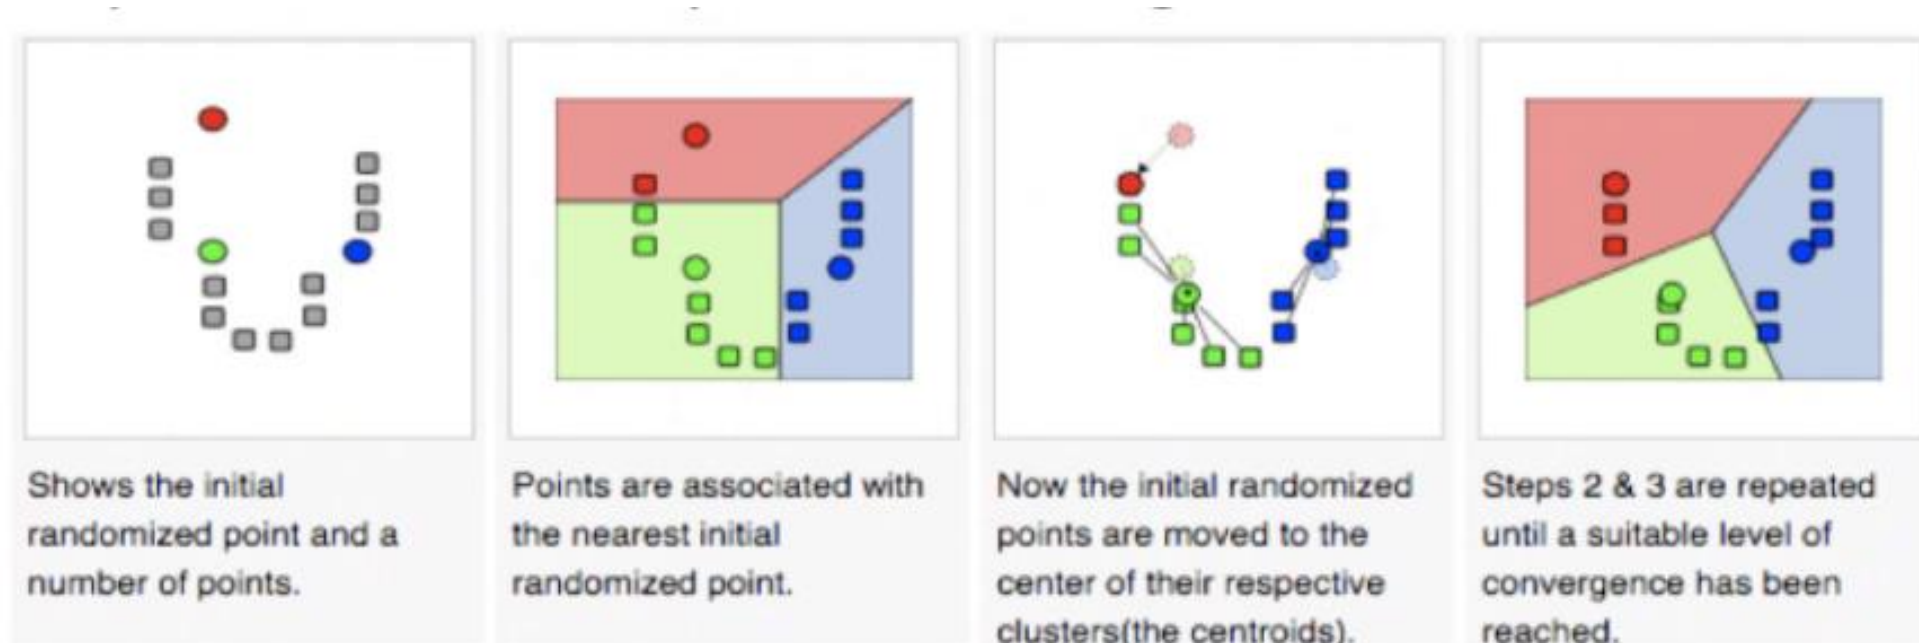 Shows the initial
randomized point and a
number of points.
Points are associated with
the nearest initial
randomized point.
Now the initial randomized
points are moved to the
center of their respective
clusters(the centroids).
Steps 2 & 3 are repeated
until a suitable level of
convergence has been
reached.